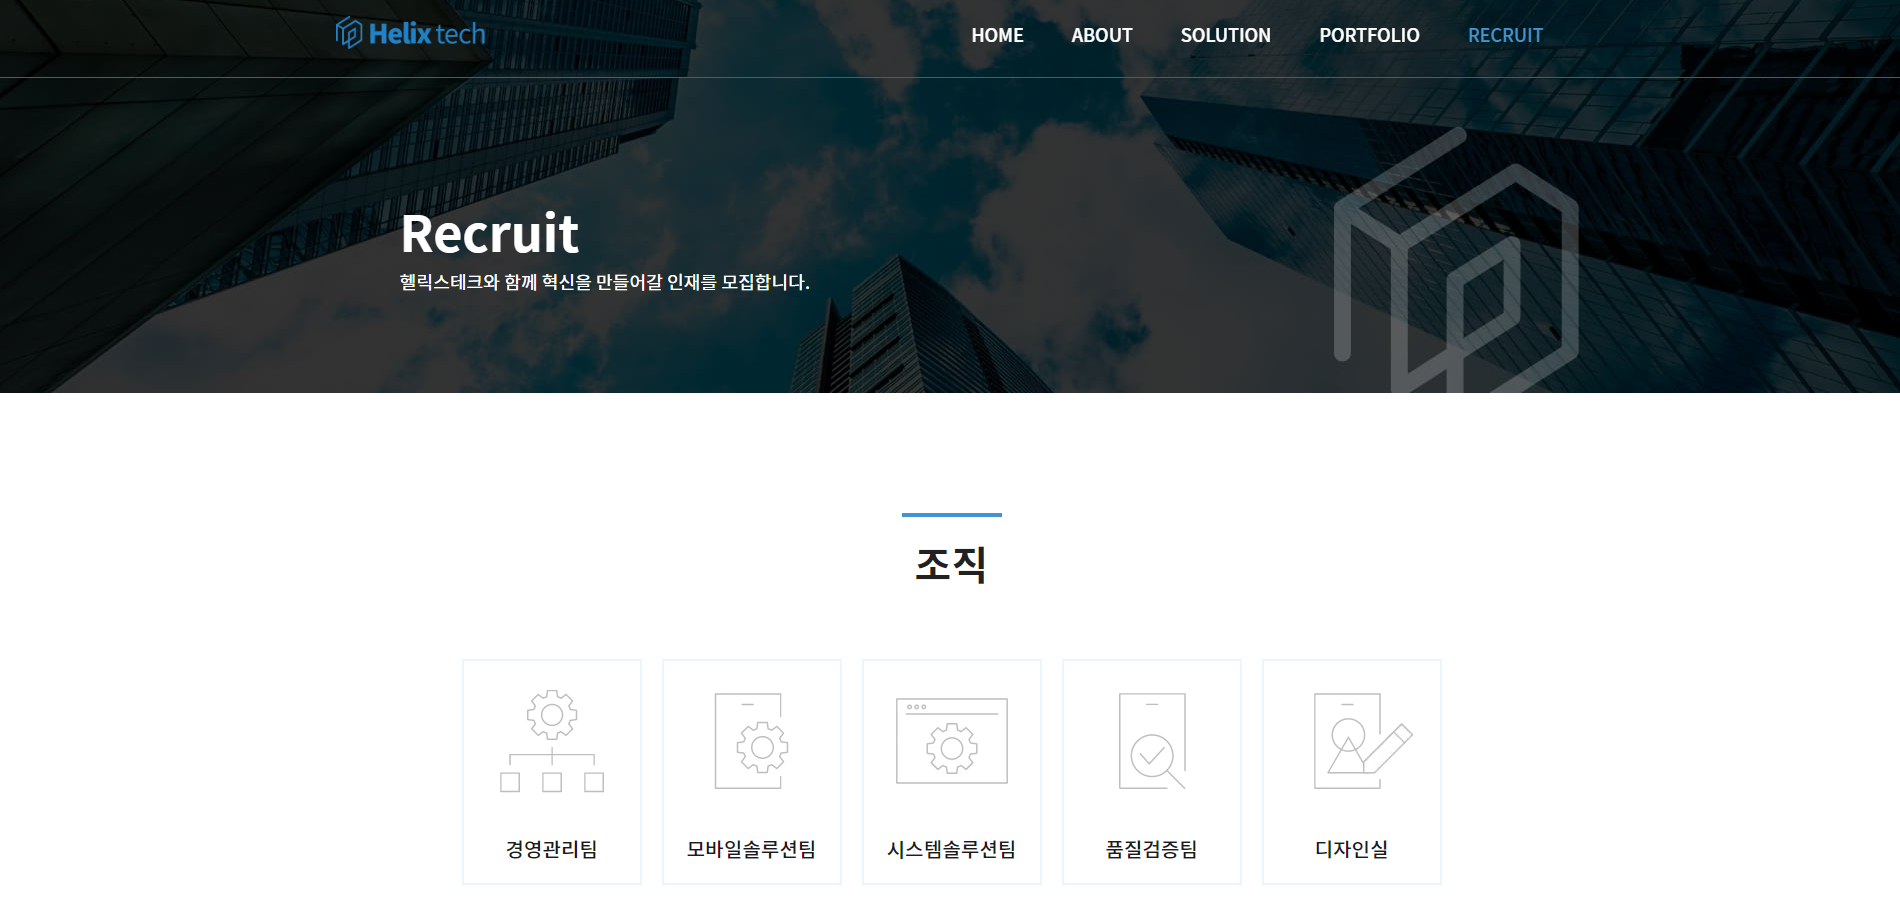 Helix tech
HOME ABOUT SOLUTION PORTFOLIO RECRUIT
Recruit
헬릭스테크와 함께 혁신을 만들어갈 인재를 모집합니다.
조직
경영관리팀 모바일솔루션팀 시스템솔루션팀 품질검증팀 디자인실